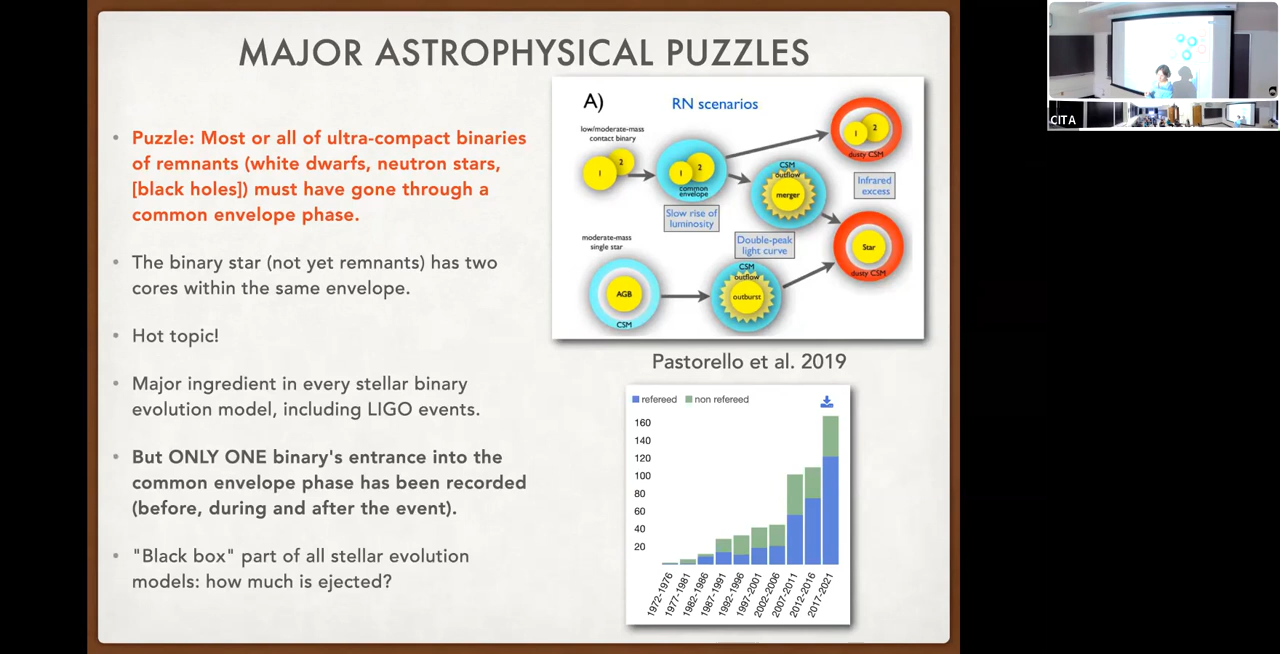 MAJOR ASTROPHYSICAL PUZZLES
• Puzzle: Most or all of ultra-compact binaries
of remnants (white dwarfs, neutron stars,
[black holes]) must have gone through a
common envelope phase.
• The binary star (not yet remnants) has two
cores within the same envelope.
• Hot topic!
• Major ingredient in every stellar binary
evolution model, including LIGO events.
• But ONLY ONE binary's entrance into the
common envelope phase has been recorded
(before, during and after the event).
• "Black box" part of all stellar evolution
models: how much is ejected?
A)
RN scenarios
low/moderate-mass
contact binary
1
2
1
2
common
envelope
Slow rise of
luminosity
CSM
outflow
merger
Double-peak
light curve
1
2
dusty CSM
Infrared
excess
Star
dusty CSM
moderate-mass
single star
AGB
CSM
CSM
outflow
outburst
Pastorello et al. 2019
refereed
non refereed
160
140
120
100
80
60
40
20
1972-1976
1977-1981
1982-1986
1987-1991
1992-1996
1997-2001
2002-2006
2007-2011
2012-2016
2017-2021
CITA